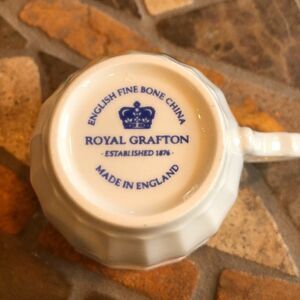 ENGLISH FINE BONE CHINA
ROYAL GRAFTON
- ESTABLISHED 1876 -
MADE IN ENGLAND